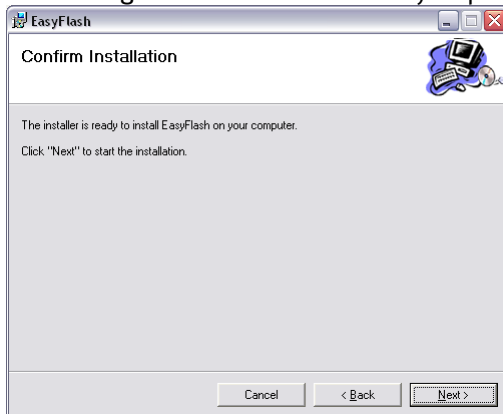 EasyFlash
Confirm Installation
The installer is ready to install EasyFlash on your computer.
Click "Next" to start the installation.
Cancel
< Back
Next >